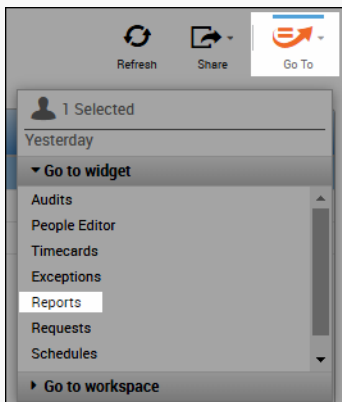 Refresh Share Go To
1 Selected
Yesterday
Go to widget
Audits
People Editor
Timecards
Exceptions
Reports
Requests
Schedules
Go to workspace